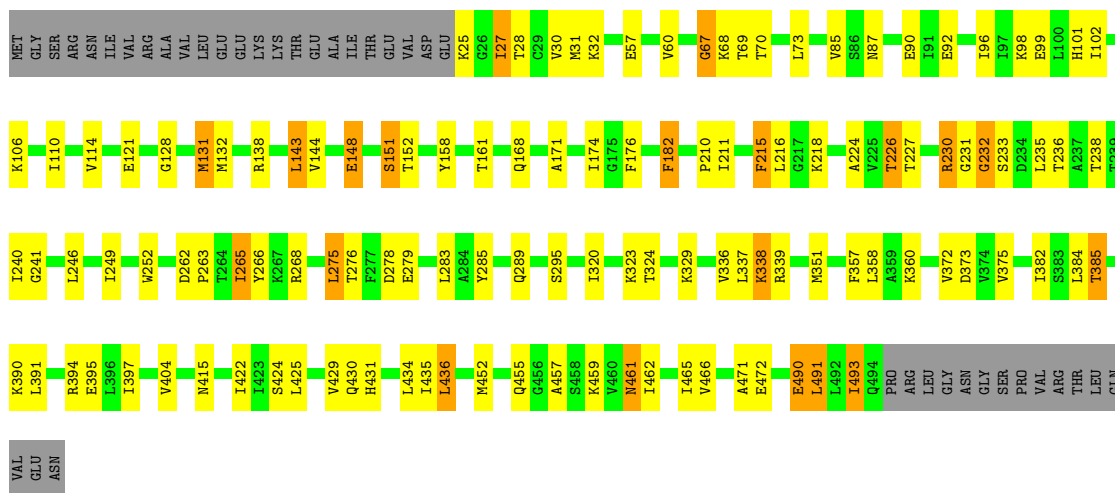 MET GLY SER ARG ASN ILE VAL ARG ALA VAL LEU GLU GLU LYS LYS THR GLU ALA ILE THR GLU VAL ASP GLU K25 G26 I27 T28 C29 V30 M31 K32 E57 V60 G67 K68 T69 T70 L73 V85 S86 N87 E90 I91 E92 I96 I97 K98 E99 L100 H101 I102
K106 I110 V114 E121 G128 M131 M132 R138 L143 V144 E148 S151 T152 Y158 T161 Q168 A171 I174 G175 F176 F182 P210 I211 F215 L216 G217 K218 A224 V225 T226 T227 R230 G231 G232 S233 D234 L235 T236 A237 T238 T239
I240 G241 L246 I249 W252 D262 P263 T264 I265 Y266 K267 R268 L275 T276 F277 D278 E279 L283 A284 Y285 Q289 S295 I320 K323 T324 K329 V336 L337 K338 R339 M351 F357 L358 A359 K360 V372 D373 V374 V375 I382 S383 L384 T385
K390 L391 R394 E395 L396 I397 V404 N415 I422 I423 S424 L425 V429 Q430 H431 L434 I435 L436 M452 Q455 G456 A457 S458 K459 V460 N461 I462 I465 V466 A471 E472 E490 L491 L492 I493 Q494 PRO ARG LEU GLY ASN GLY SER PRO VAL ARG THR LEU GLN
VAL GLU ASN